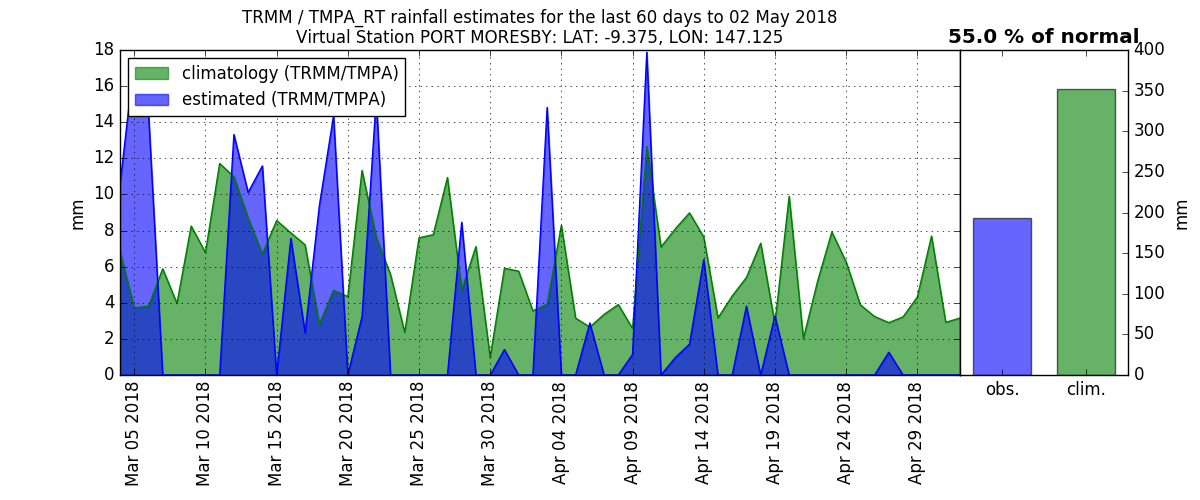 TRMM / TMPA_RT rainfall estimates for the last 60 days to 02 May 2018
Virtual Station PORT MORESBY: LAT: -9.375, LON: 147.125
55.0 % of normal
climatology (TRMM/TMPA)
estimated (TRMM/TMPA)
mm
18
16
14
12
10
8
6
4
2
0
Mar 05 2018
Mar 10 2018
Mar 15 2018
Mar 20 2018
Mar 25 2018
Mar 30 2018
Apr 04 2018
Apr 09 2018
Apr 14 2018
Apr 19 2018
Apr 24 2018
Apr 29 2018
obs.
clim.
400
350
300
250
200
150
100
50
0
mm